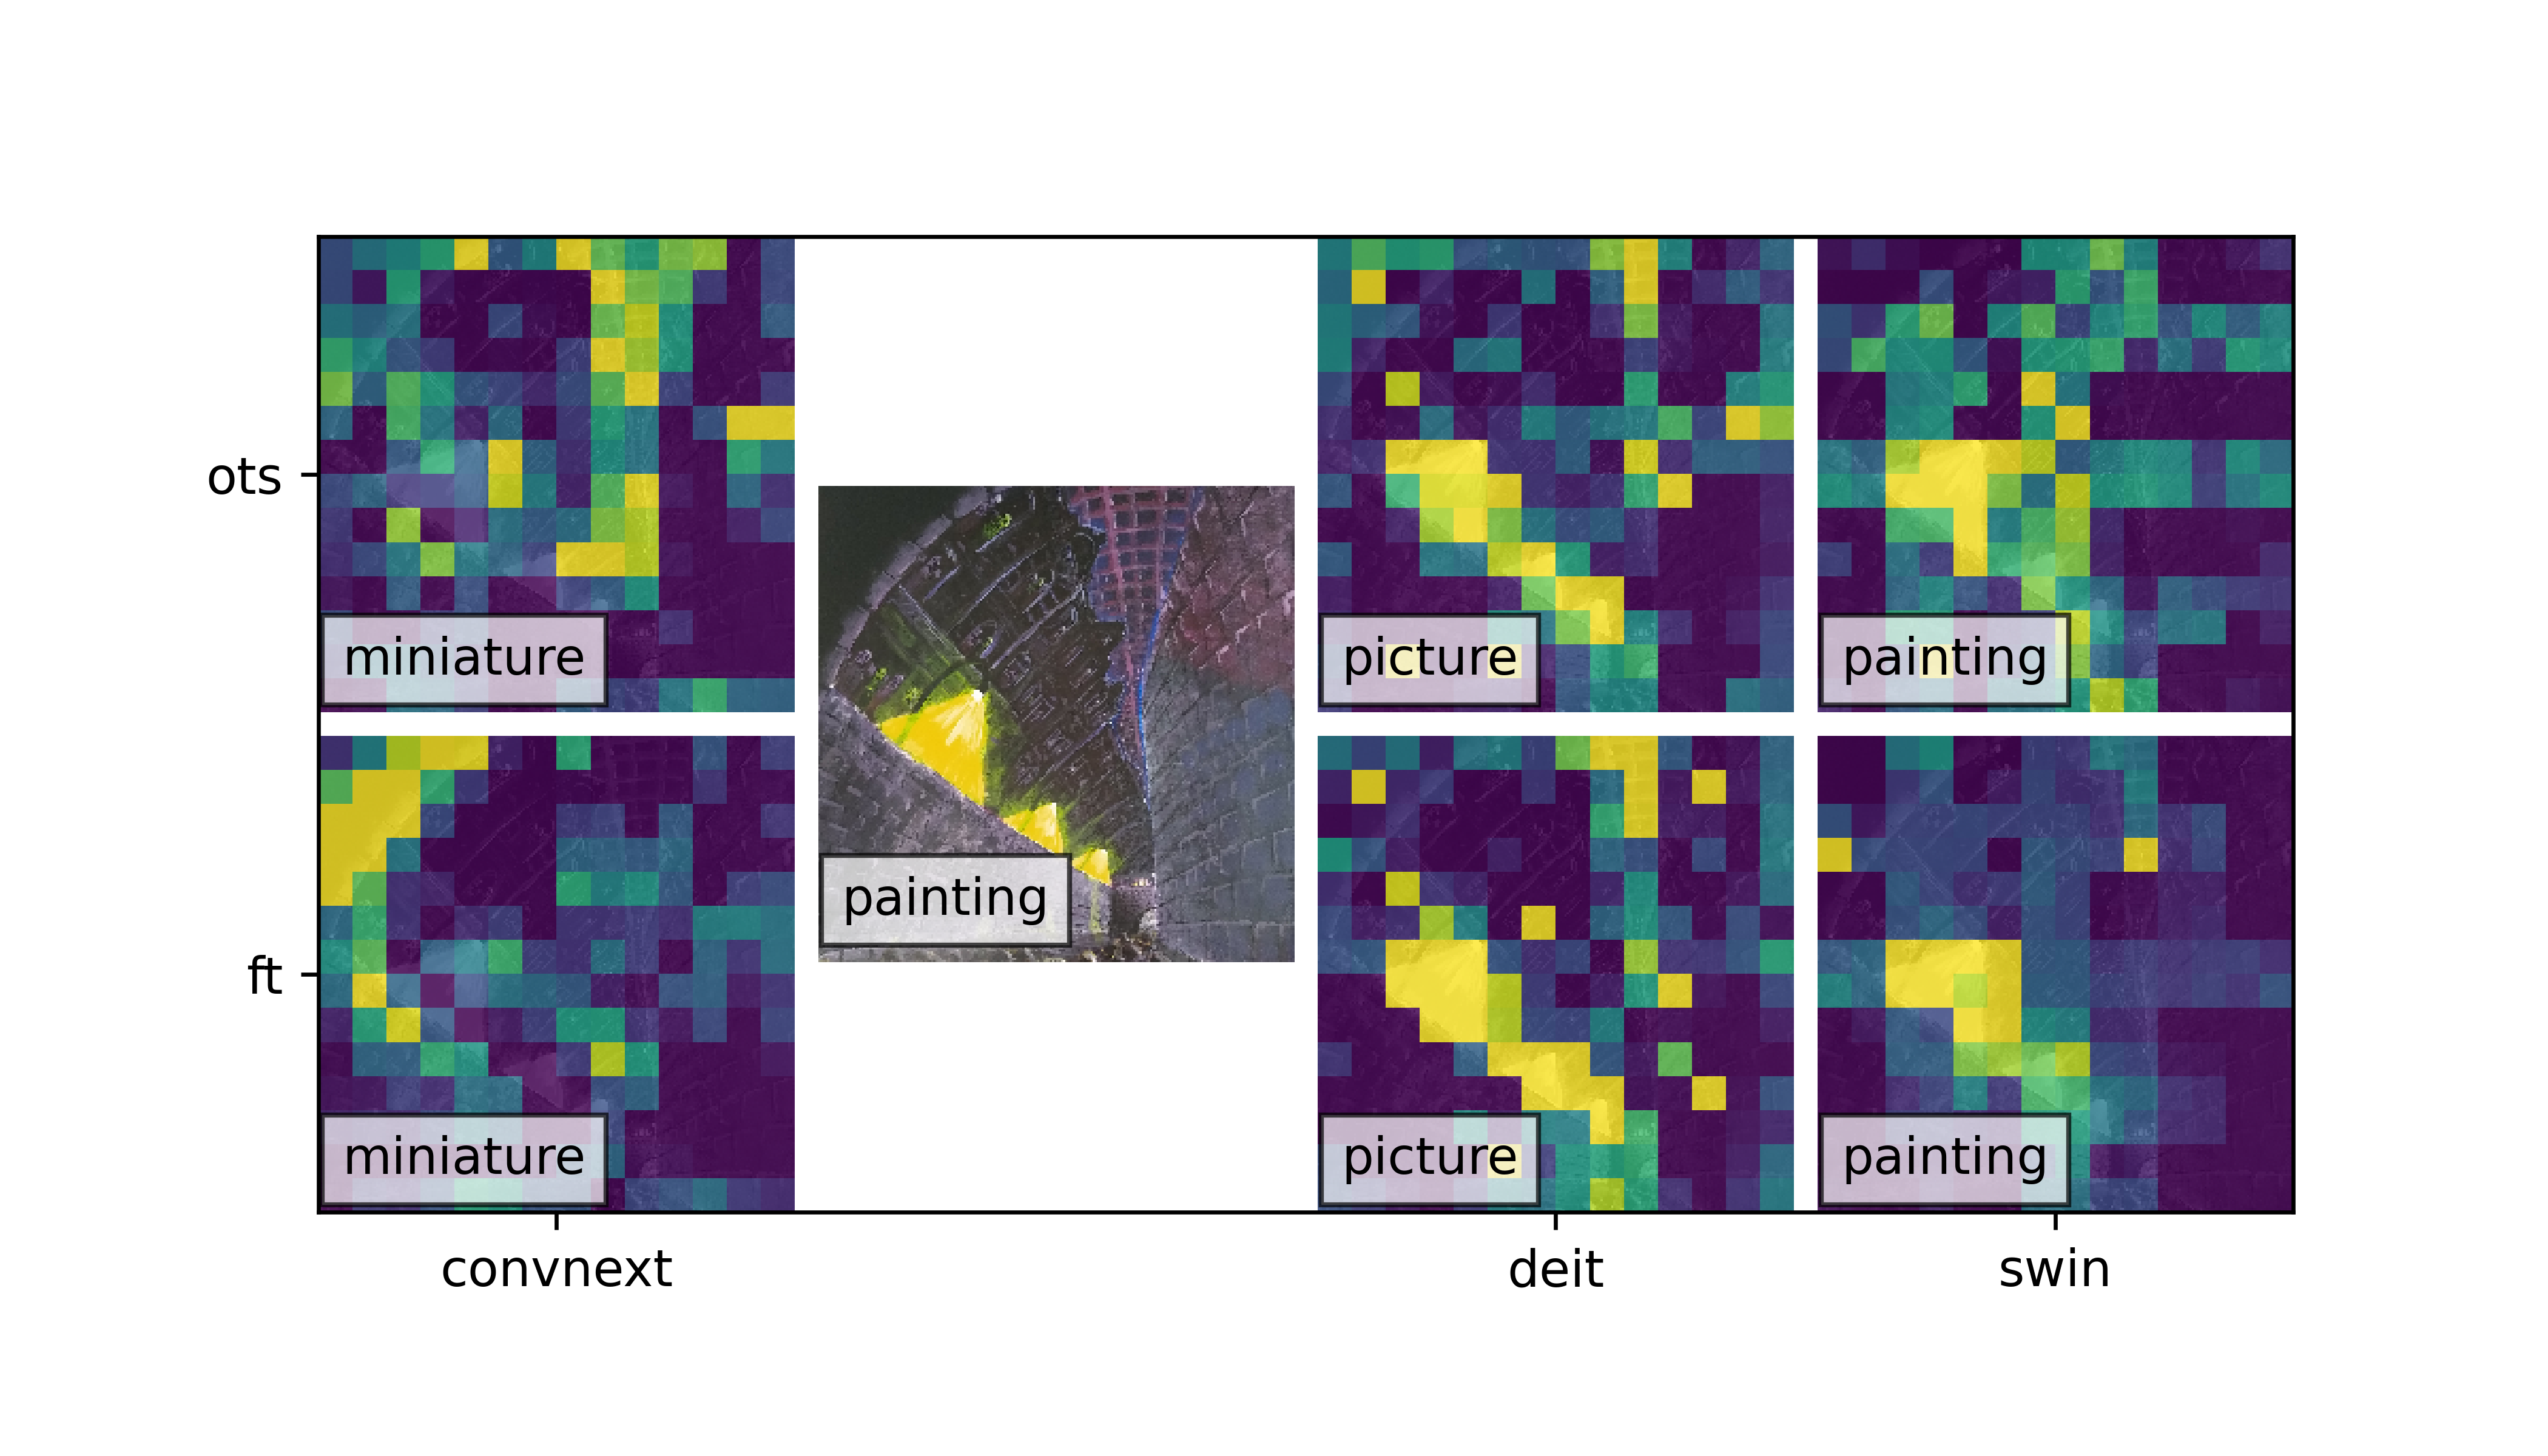 ots
miniature
picture
painting
painting
ft
miniature
picture
painting
convnext
deit
swin